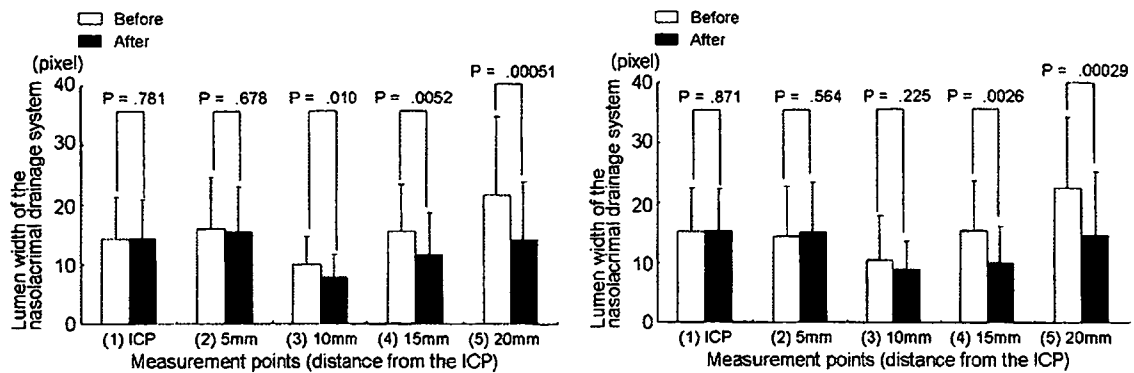 Before
After
(pixel)
Lumen width of the
nasolacrimal drainage system
40
30
20
10
0
P = .781
P = .678
P = .010
P = .0052
P = .00051
(1) ICP
(2) 5mm
(3) 10mm
(4) 15mm
(5) 20mm
Measurement points (distance from the ICP)
Before
After
(pixel)
Lumen width of the
nasolacrimal drainage system
40
30
20
10
0
P = .871
P = .564
P = .225
P = .0026
P = .00029
(1) ICP
(2) 5mm
(3) 10mm
(4) 15mm
(5) 20mm
Measurement points (distance from the ICP)